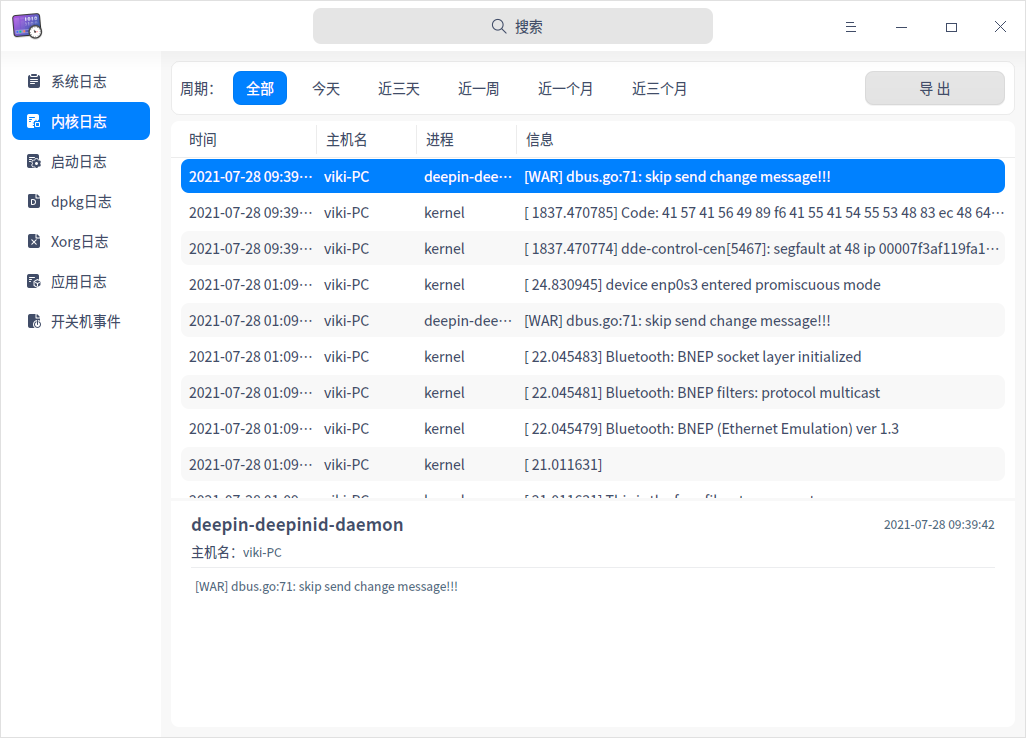 搜索
系统日志
内核日志
启动日志
dpkg日志
Xorg日志
应用日志
开关机事件
周期： 全部 今天 近三天 近一周 近一个月 近三个月 导 出
时间 主机名 进程 信息
2021-07-28 09:39··· viki-PC deepin-dee··· [WAR] dbus.go:71: skip send change message!!!
2021-07-28 09:39··· viki-PC kernel [ 1837.470785] Code: 41 57 41 56 49 89 f6 41 55 41 54 55 53 48 83 ec 48 64···
2021-07-28 09:39··· viki-PC kernel [ 1837.470774] dde-control-cen[5467]: segfault at 48 ip 00007f3af119fa1···
2021-07-28 01:09··· viki-PC kernel [ 24.830945] device enp0s3 entered promiscuous mode
2021-07-28 01:09··· viki-PC deepin-dee··· [WAR] dbus.go:71: skip send change message!!!
2021-07-28 01:09··· viki-PC kernel [ 22.045483] Bluetooth: BNEP socket layer initialized
2021-07-28 01:09··· viki-PC kernel [ 22.045481] Bluetooth: BNEP filters: protocol multicast
2021-07-28 01:09··· viki-PC kernel [ 22.045479] Bluetooth: BNEP (Ethernet Emulation) ver 1.3
2021-07-28 01:09··· viki-PC kernel [ 21.011631]
deepin-deepinid-daemon 2021-07-28 09:39:42
主机名： viki-PC
[WAR] dbus.go:71: skip send change message!!!